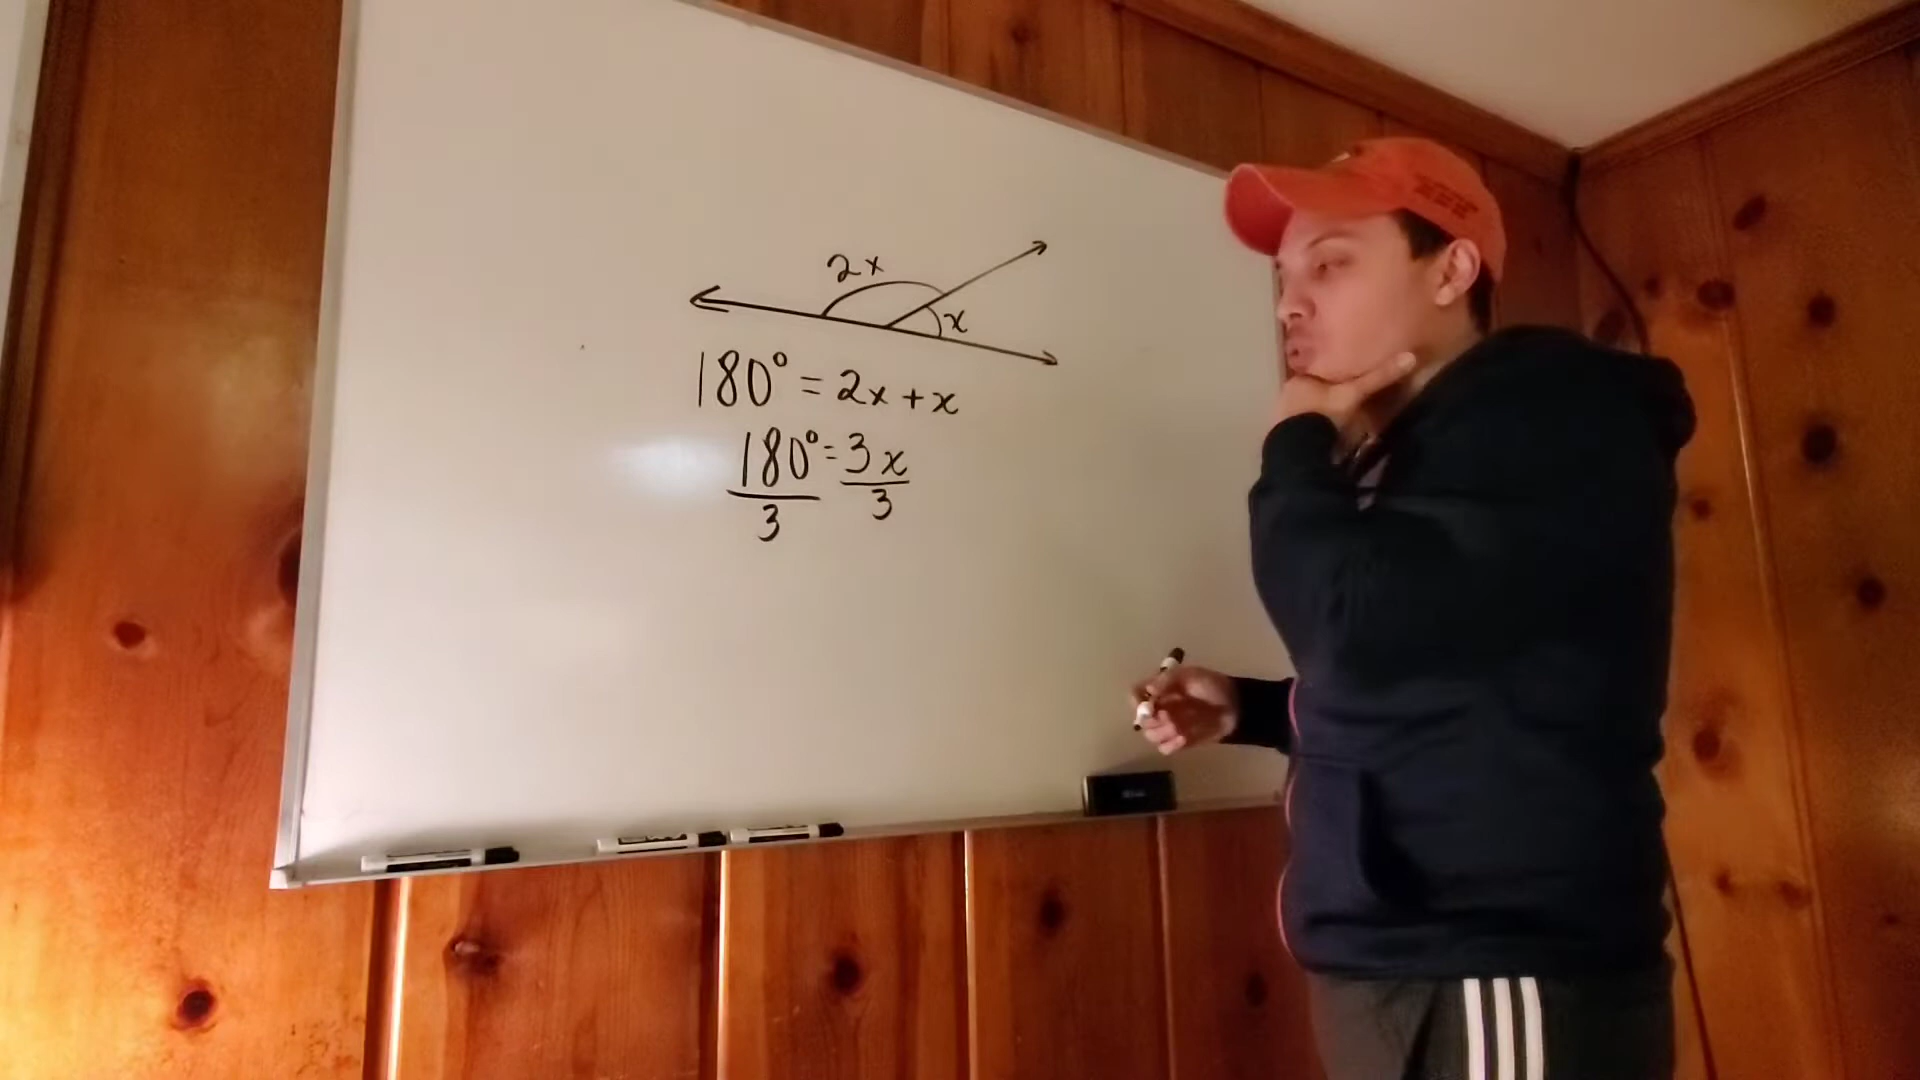 2x
x
180° = 2x + x
180° = 3x
3 3